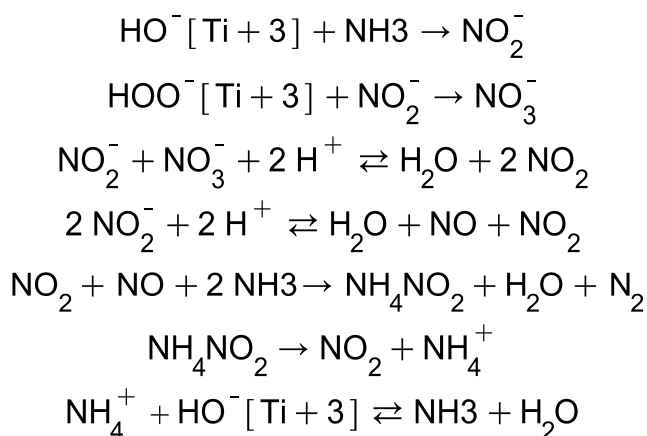 HO⁻[Ti + 3] + NH3 → NO₂⁻
HOO⁻[Ti + 3] + NO₂⁻ → NO₃⁻
NO₂⁻ + NO₃⁻ + 2 H⁺ ⇄ H₂O + 2 NO₂
2 NO₂⁻ + 2 H⁺ ⇄ H₂O + NO + NO₂
NO₂ + NO + 2 NH3 → NH₄NO₂ + H₂O + N₂
NH₄NO₂ → NO₂ + NH₄⁺
NH₄⁺ + HO⁻[Ti + 3] ⇄ NH3 + H₂O